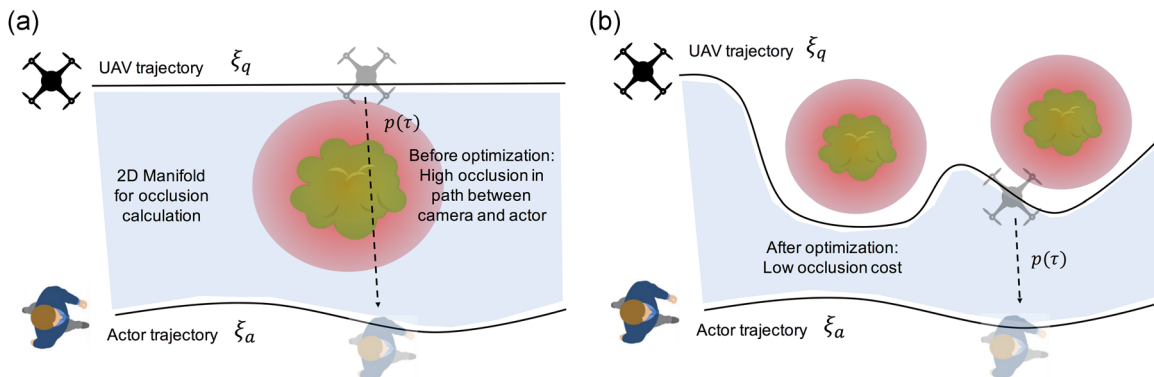 (a)
UAV trajectory ξq
p(τ)
2D Manifold
for occlusion
calculation
Before optimization:
High occlusion in
path between
camera and actor
Actor trajectory ξa
(b)
UAV trajectory ξq
After optimization:
Low occlusion cost
p(τ)
Actor trajectory ξa